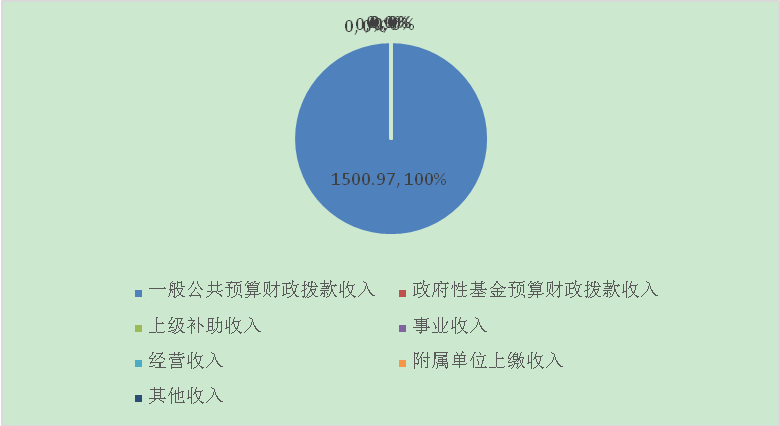 0, 0%
1500.97, 100%
一般公共预算财政拨款收入 政府性基金预算财政拨款收入
上级补助收入 事业收入
经营收入 附属单位上缴收入
其他收入